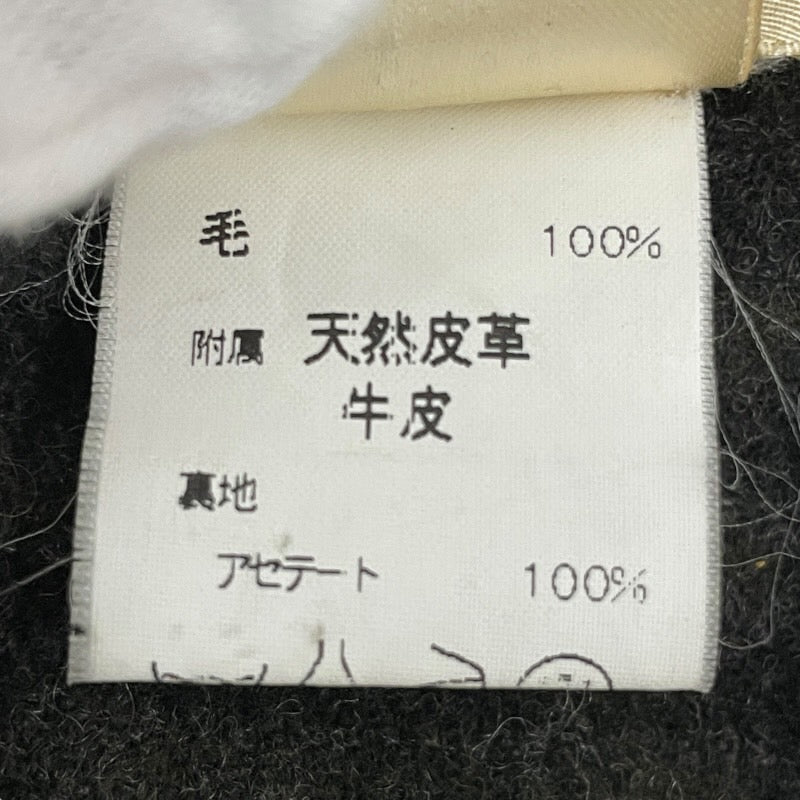 毛 100%
附属 天然皮革
牛皮
裏地
アセテート 100%